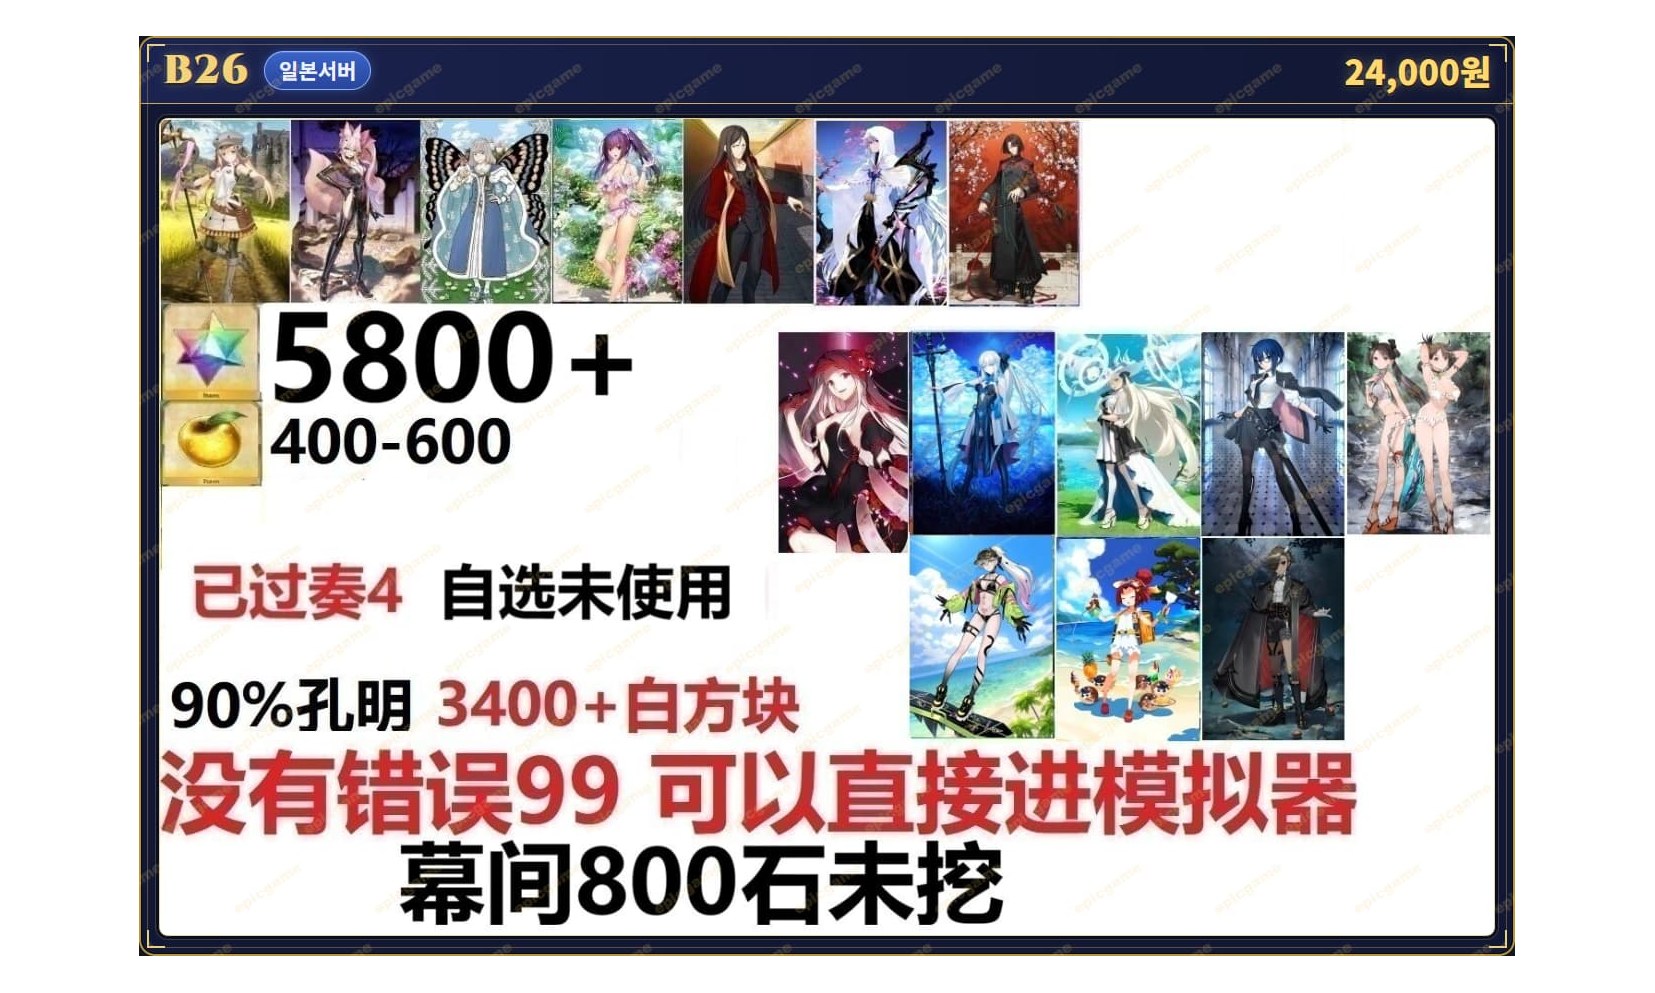 B26 일본서버 24,000원
5800+
400-600
已过奏4 自选未使用
90%孔明 3400+白方块
没有错误99 可以直接进模拟器
幕间800石未挖
epicgame